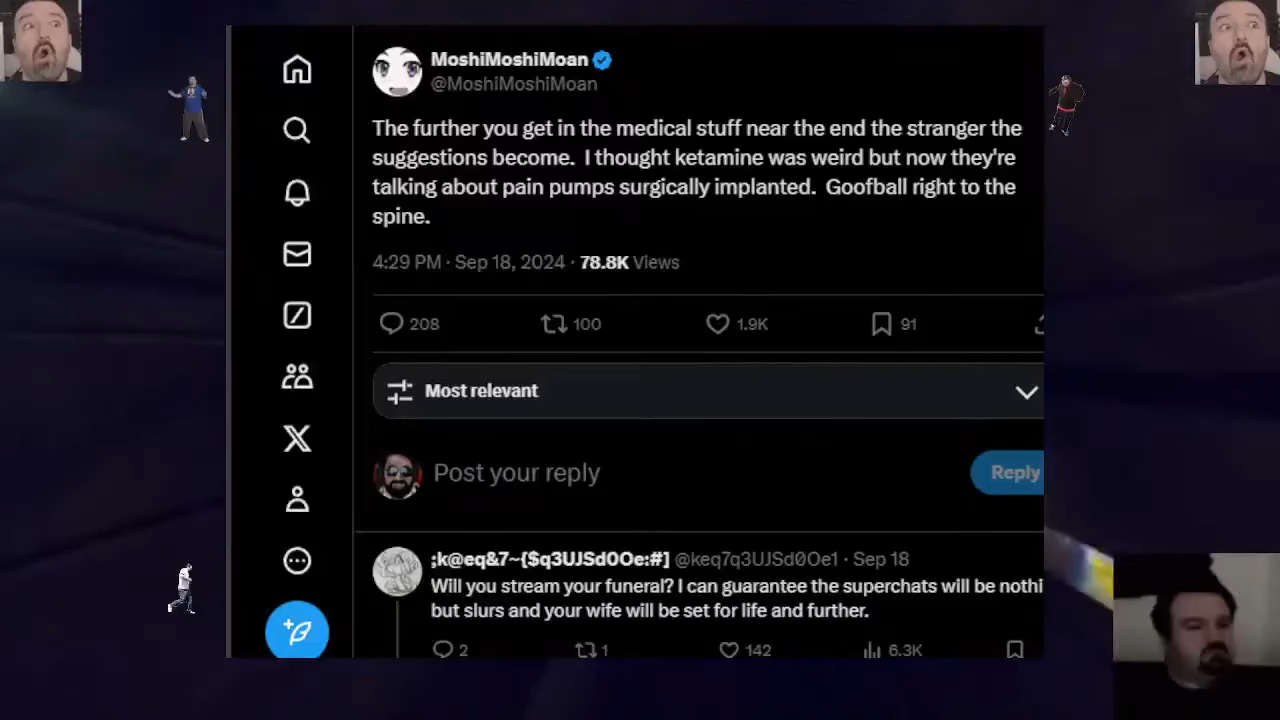 MoshiMoshiMoan
@MoshiMoshiMoan
The further you get in the medical stuff near the end the stranger the
suggestions become. I thought ketamine was weird but now they're
talking about pain pumps surgically implanted. Goofball right to the
spine.
4:29 PM · Sep 18, 2024 · 78.8K Views
208 100 1.9K 91
Most relevant
Post your reply
Reply
;k@eq&7~{$q3UJSd0Oe:#] @keq7q3UJSd0Oe1 · Sep 18
Will you stream your funeral? I can guarantee the superchats will be nothi
but slurs and your wife will be set for life and further.
2 1 142 6.3K